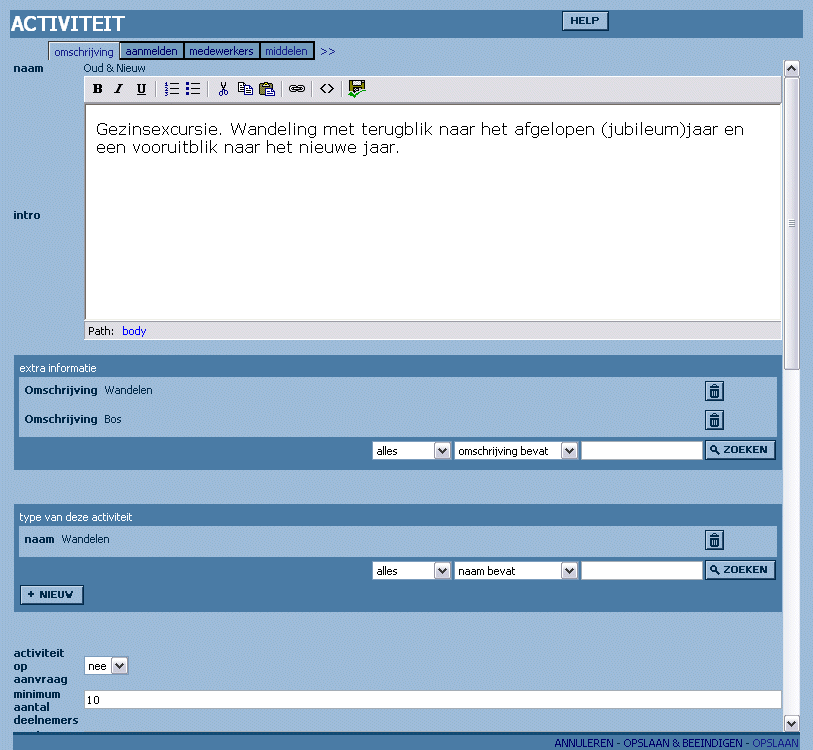 ACTIVITEIT
HELP
omschrijving aanmelden medewerkers middelen >>
naam Oud & Nieuw
B I U
intro
Gezinsexcursie. Wandeling met terugblik naar het afgelopen (jubileum)jaar en
een vooruitblik naar het nieuwe jaar.
Path: body
extra informatie
Omschrijving Wandelen
Omschrijving Bos
alles omschrijving bevat ZOEKEN
type van deze activiteit
naam Wandelen
alles naam bevat ZOEKEN
+ NIEUW
activiteit
op
aanvraag
nee
minimum
aantal
deelnemers
10
ANNULEREN - OPSLAAN & BEEINDIGEN - OPSLAAN